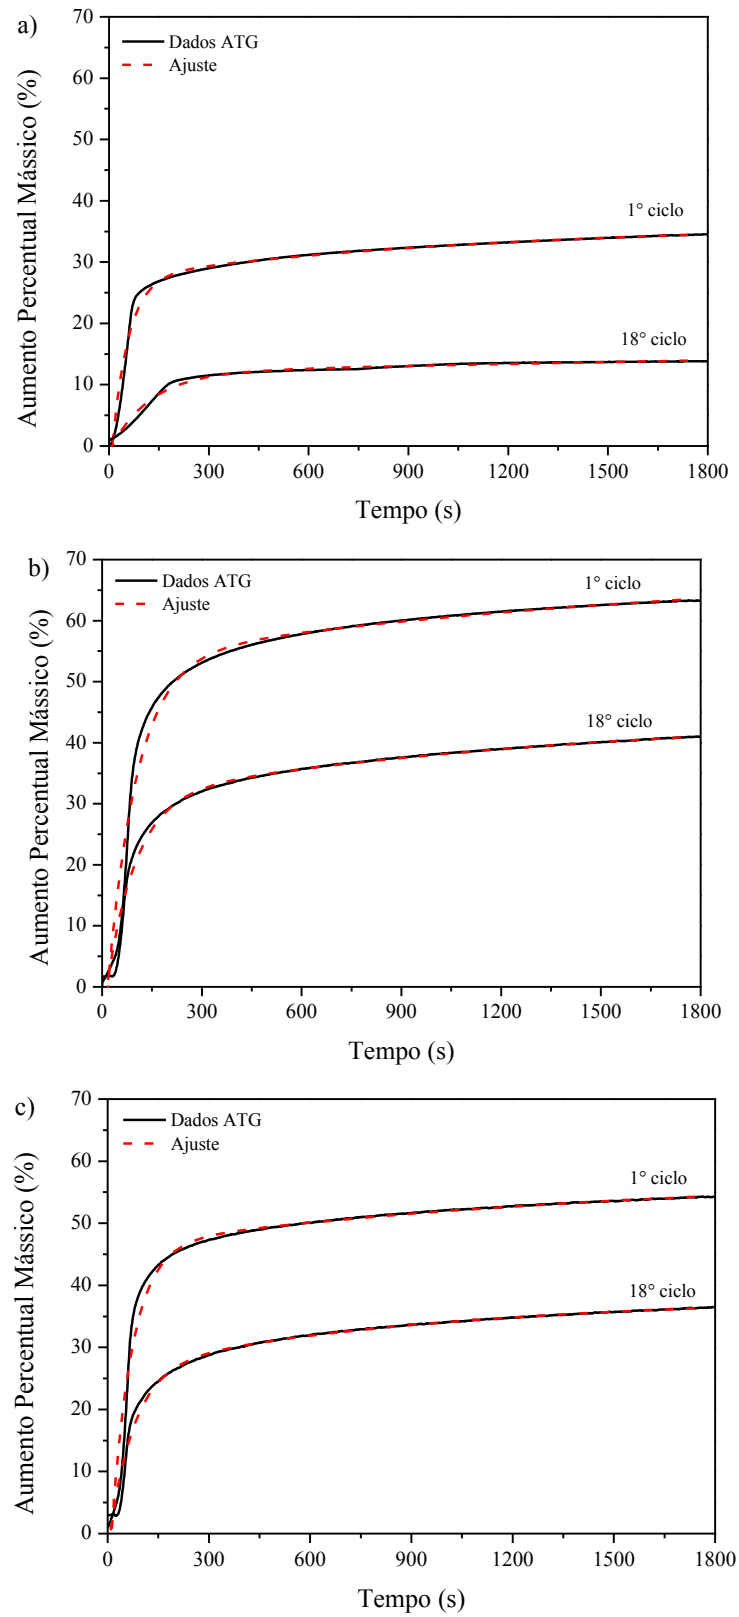 a)
Aumento Percentual Mássico (%)
70
60
50
40
30
20
10
0
Dados ATG
Ajuste
1° ciclo
18° ciclo
0 300 600 900 1200 1500 1800
Tempo (s)
b)
Aumento Percentual Mássico (%)
70
60
50
40
30
20
10
0
Dados ATG
Ajuste
1° ciclo
18° ciclo
0 300 600 900 1200 1500 1800
Tempo (s)
c)
Aumento Percentual Mássico (%)
70
60
50
40
30
20
10
0
Dados ATG
Ajuste
1° ciclo
18° ciclo
0 300 600 900 1200 1500 1800
Tempo (s)